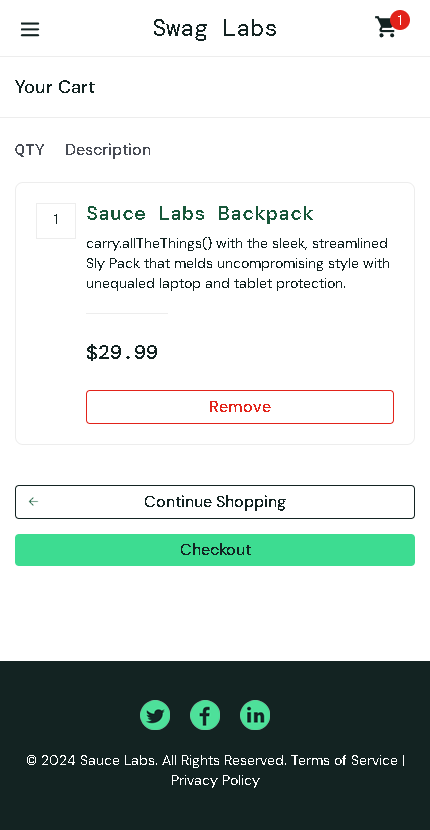 Swag Labs
1
Your Cart
QTY Description
1
Sauce Labs Backpack
carry.allTheThings() with the sleek, streamlined
Sly Pack that melds uncompromising style with
unequaled laptop and tablet protection.
$29.99
Remove
Continue Shopping
Checkout
© 2024 Sauce Labs. All Rights Reserved. Terms of Service |
Privacy Policy